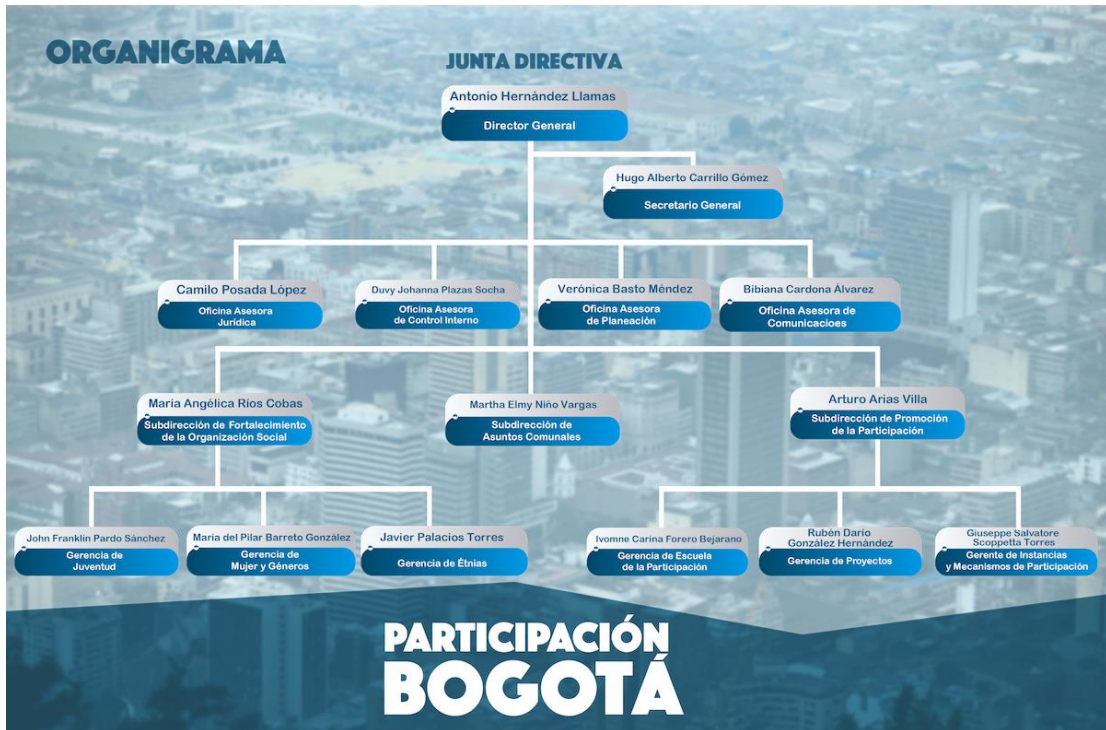 ORGANIGRAMA
JUNTA DIRECTIVA
Antonio Hernández Llamas
Director General
Hugo Alberto Carrillo Gómez
Secretario General
Camilo Posada López
Oficina Asesora
Jurídica
Duvy Johanna Plazas Socha
Oficina Asesora
de Control Interno
Verónica Basto Méndez
Oficina Asesora
de Planeación
Bibiana Cardona Álvarez
Oficina Asesora de
Comunicacioes
María Angélica Ríos Cobas
Subdirección de Fortalecimiento
de la Organización Social
Martha Elmy Niño Vargas
Subdirección de
Asuntos Comunales
Arturo Arias Villa
Subdirección de Promoción
de la Participación
John Franklin Pardo Sánchez
Gerencia de
Juventud
María del Pilar Barreto González
Gerencia de
Mujer y Géneros
Javier Palacios Torres
Gerencia de Étnias
Ivomne Carina Forero Bejarano
Gerencia de Escuela
de la Participación
Rubén Darío
González Hernández
Gerencia de Proyectos
Giuseppe Salvatore
Scoppetta Torres
Gerente de Instancias
y Mecanismos de Participación
PARTICIPACIÓN
BOGOTÁ